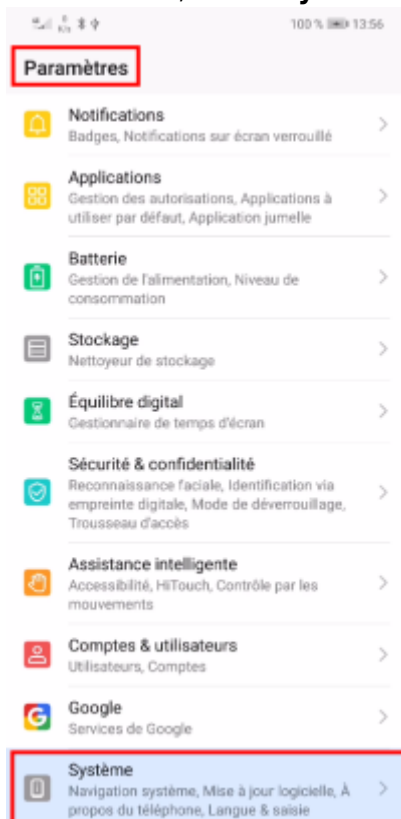 100 % 13:56
Paramètres
Notifications
Badges, Notifications sur écran verrouillé
Applications
Gestion des autorisations, Applications à
utiliser par défaut, Application jumelle
Batterie
Gestion de l'alimentation, Niveau de
consommation
Stockage
Nettoyeur de stockage
Équilibre digital
Gestionnaire de temps d'écran
Sécurité & confidentialité
Reconnaissance faciale, Identification via
empreinte digitale, Mode de déverrouillage,
Trousseau d'accès
Assistance intelligente
Accessibilité, HiTouch, Contrôle par les
mouvements
Comptes & utilisateurs
Utilisateurs, Comptes
Google
Services de Google
Système
Navigation système, Mise à jour logicielle, À
propos du téléphone, Langue & saisie